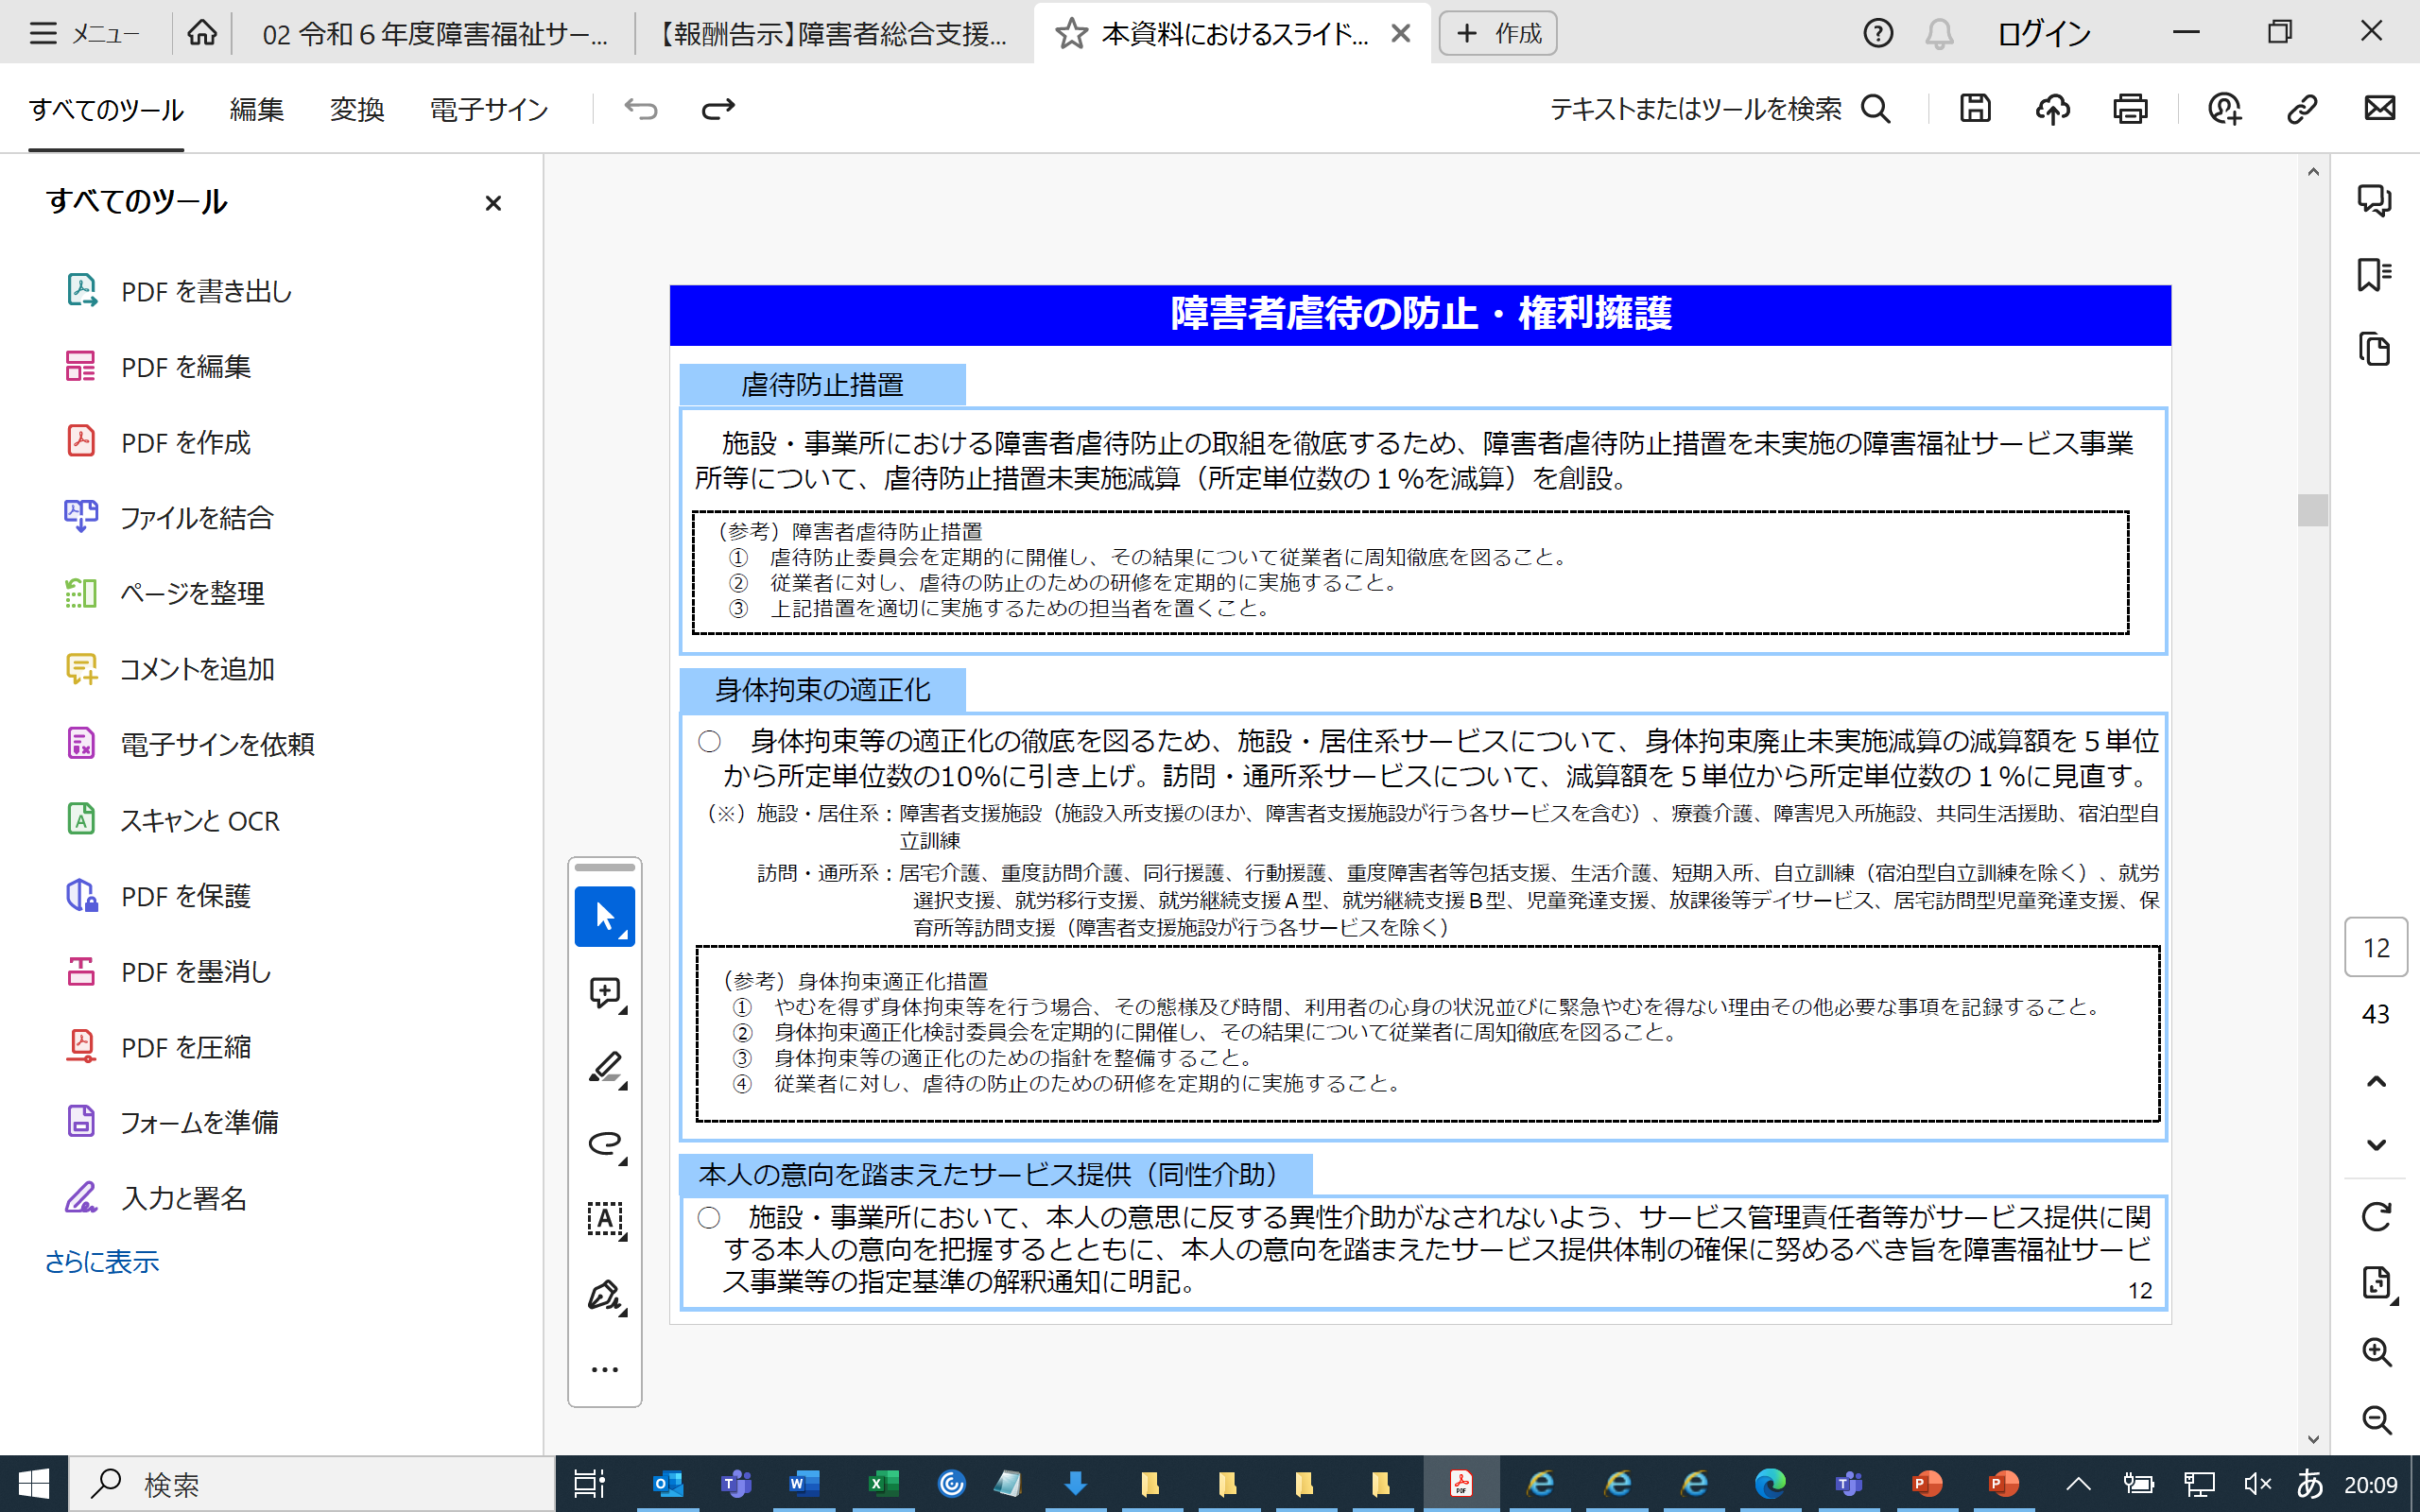 メニュー
02 令和６年度障害福祉サー...
【報酬告示】障害者総合支援...
本資料におけるスライド...
作成
ログイン
すべてのツール
編集
変換
電子サイン
テキストまたはツールを検索
すべてのツール
PDF を書き出し
PDF を編集
PDF を作成
ファイルを結合
ページを整理
コメントを追加
電子サインを依頼
スキャンと OCR
PDF を保護
PDF を墨消し
PDF を圧縮
フォームを準備
入力と署名
さらに表示
障害者虐待の防止・権利擁護
虐待防止措置
施設・事業所における障害者虐待防止の取組を徹底するため、障害者虐待防止措置を未実施の障害福祉サービス事業
所等について、虐待防止措置未実施減算（所定単位数の１％を減算）を創設。
（参考）障害者虐待防止措置
①　虐待防止委員会を定期的に開催し、その結果について従業者に周知徹底を図ること。
②　従業者に対し、虐待の防止のための研修を定期的に実施すること。
③　上記措置を適切に実施するための担当者を置くこと。
身体拘束の適正化
○　身体拘束等の適正化の徹底を図るため、施設・居住系サービスについて、身体拘束廃止未実施減算の減算額を５単位
から所定単位数の10％に引き上げ。訪問・通所系サービスについて、減算額を５単位から所定単位数の１％に見直す。
（※）施設・居住系：障害者支援施設（施設入所支援のほか、障害者支援施設が行う各サービスを含む）、療養介護、障害児入所施設、共同生活援助、宿泊型自
立訓練
訪問・通所系：居宅介護、重度訪問介護、同行援護、行動援護、重度障害者等包括支援、生活介護、短期入所、自立訓練（宿泊型自立訓練を除く）、就労
選択支援、就労移行支援、就労継続支援Ａ型、就労継続支援Ｂ型、児童発達支援、放課後等デイサービス、居宅訪問型児童発達支援、保
育所等訪問支援（障害者支援施設が行う各サービスを除く）
（参考）身体拘束適正化措置
①　やむを得ず身体拘束等を行う場合、その態様及び時間、利用者の心身の状況並びに緊急やむを得ない理由その他必要な事項を記録すること。
②　身体拘束適正化検討委員会を定期的に開催し、その結果について従業者に周知徹底を図ること。
③　身体拘束等の適正化のための指針を整備すること。
④　従業者に対し、虐待の防止のための研修を定期的に実施すること。
本人の意向を踏まえたサービス提供（同性介助）
○　施設・事業所において、本人の意思に反する異性介助がなされないよう、サービス管理責任者等がサービス提供に関
する本人の意向を把握するとともに、本人の意向を踏まえたサービス提供体制の確保に努めるべき旨を障害福祉サービ
ス事業等の指定基準の解釈通知に明記。
12
12
43
検索
あ
20:09